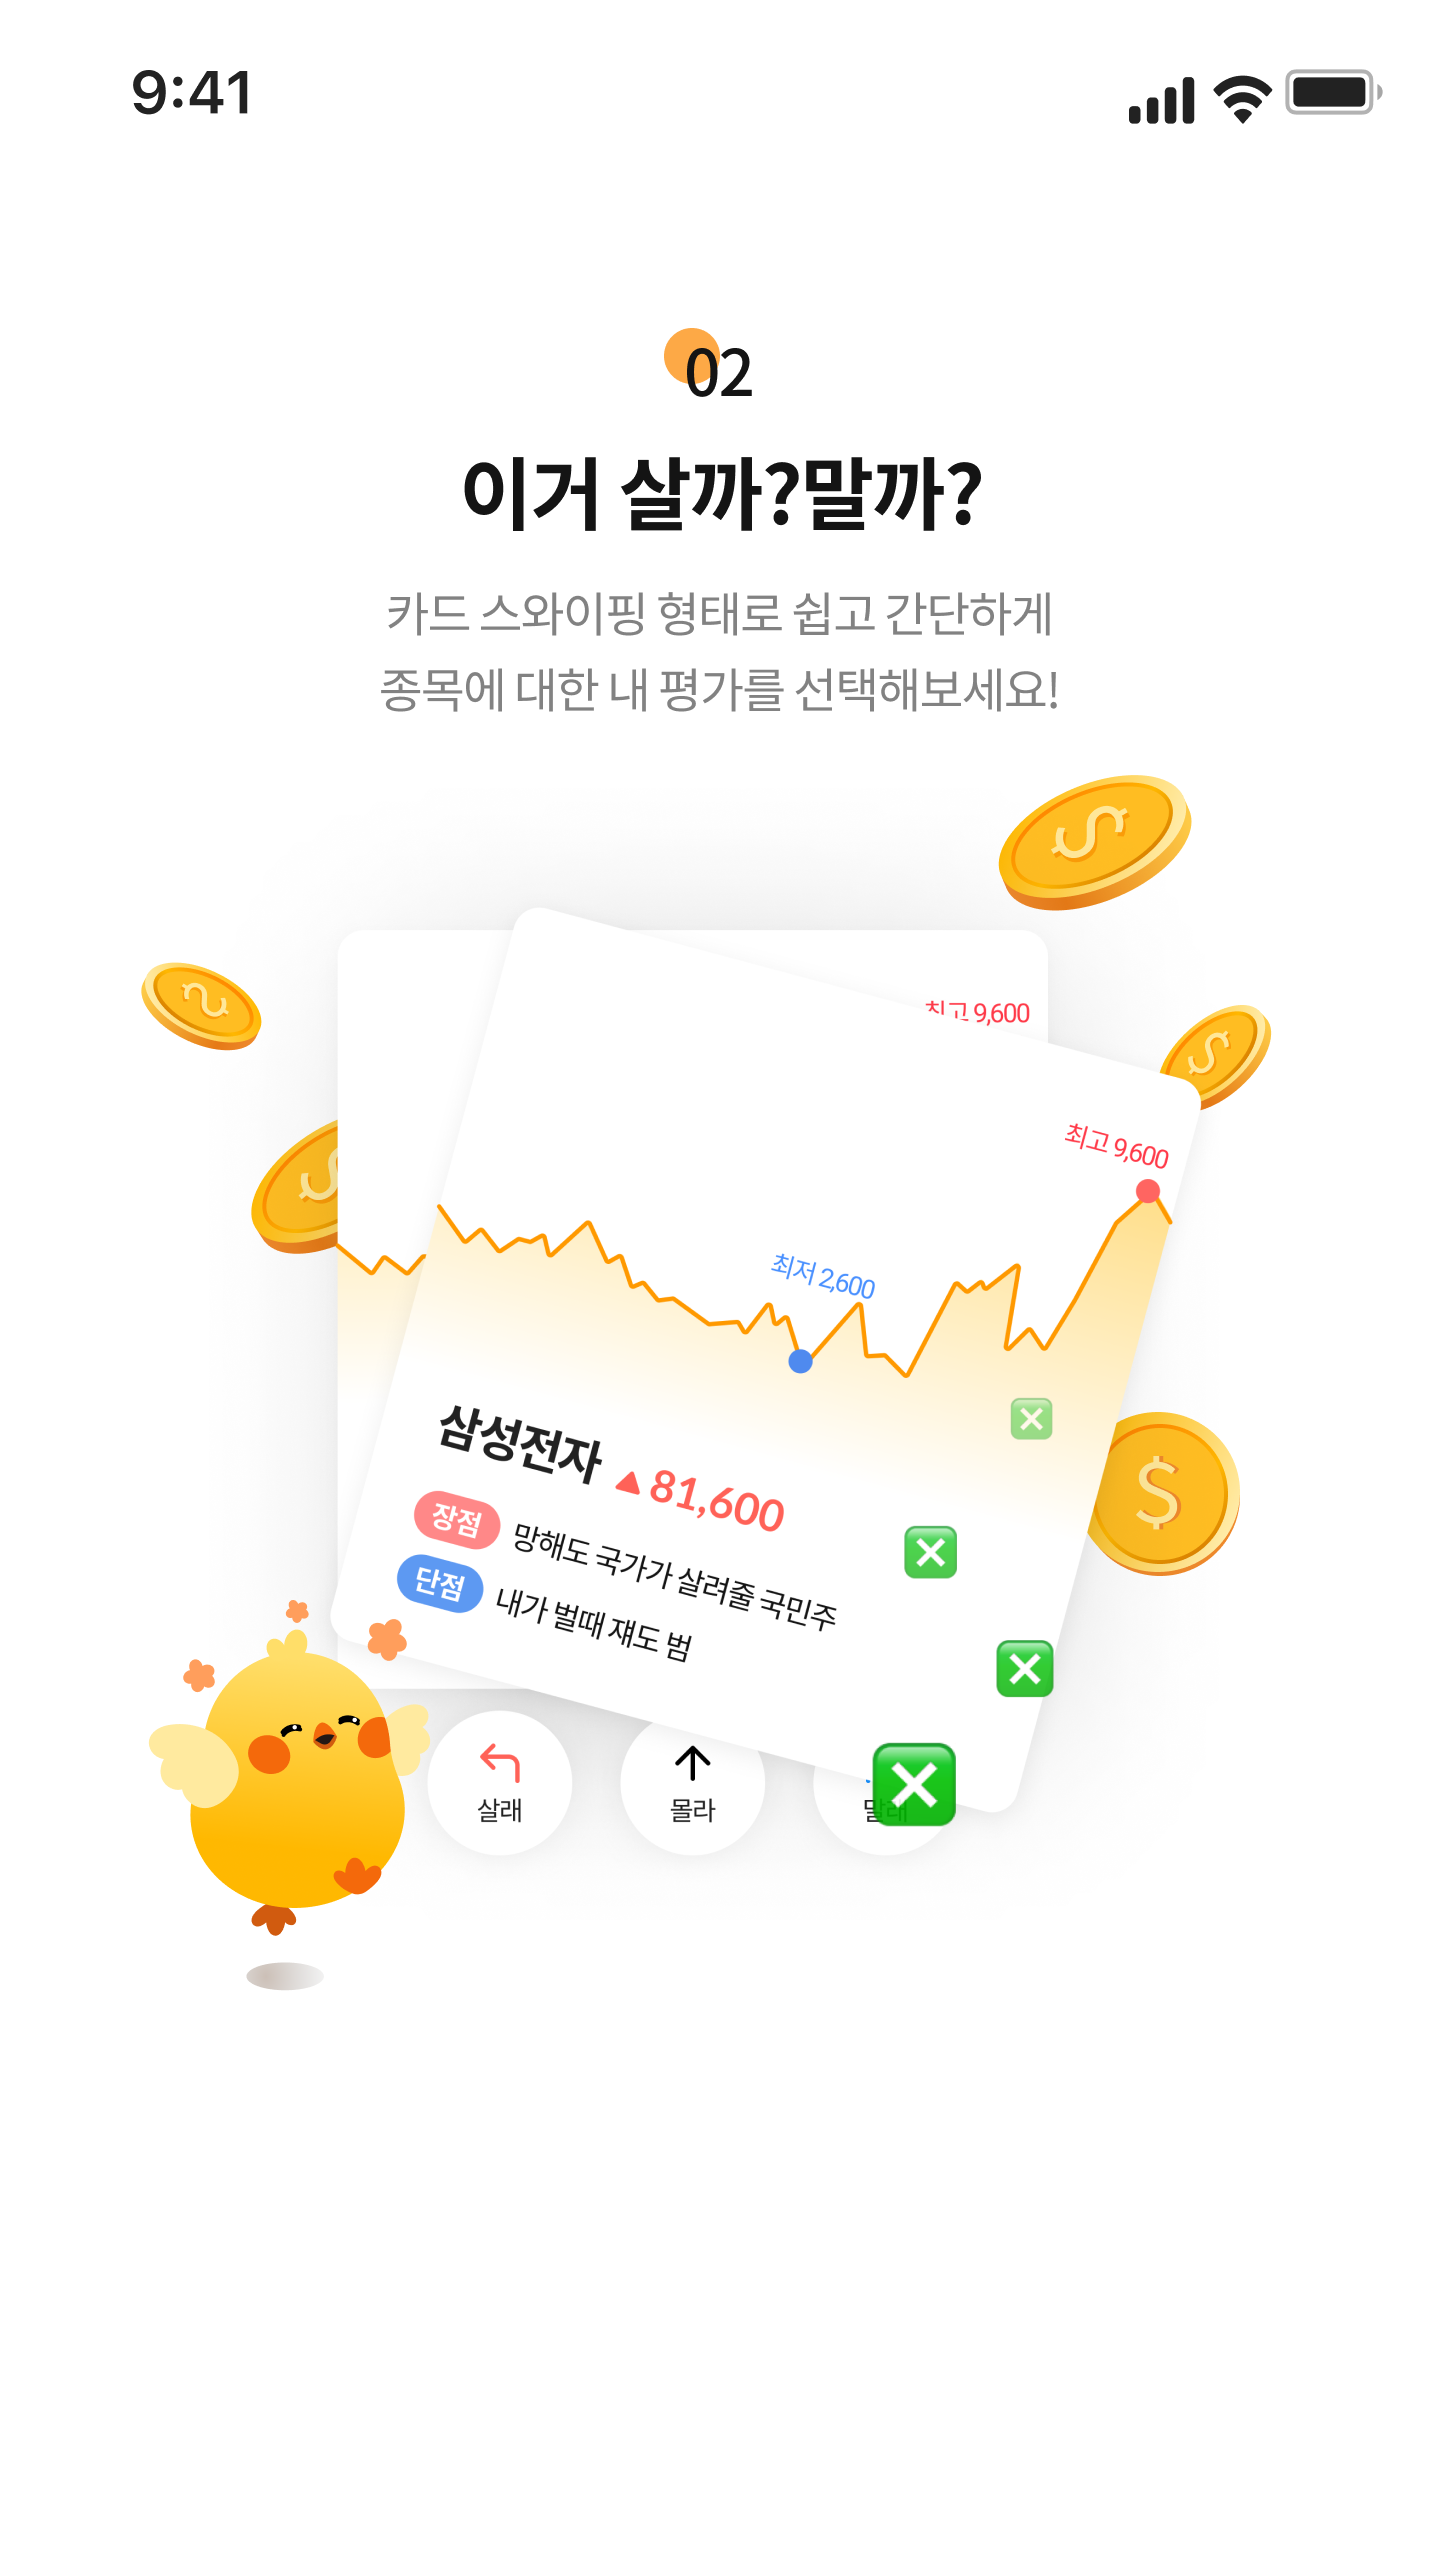 9:41
02
이거 살까?말까?
카드 스와이핑 형태로 쉽고 간단하게
종목에 대한 내 평가를 선택해보세요!
최고 9,600
최고 9,600
최저 2,600
삼성전자 ▲ 81,600
장점 망해도 국가가 살려줄 국민주
단점 내가 벌때 쟤도 범
살래
몰라
말래